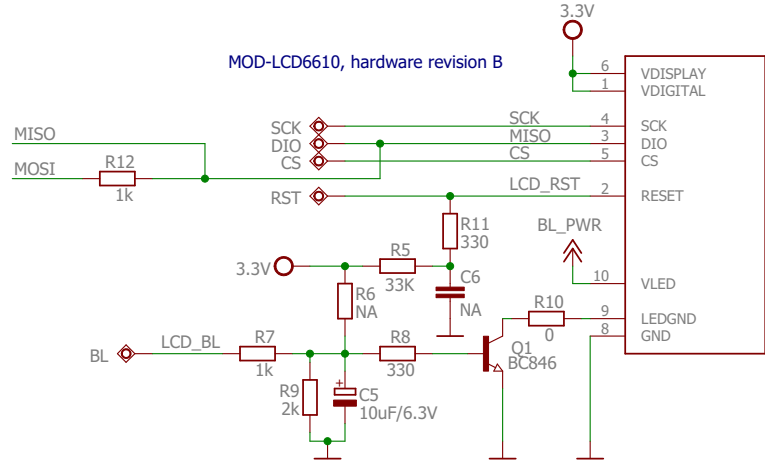 3.3V
MOD-LCD6610, hardware revision B
6 VDISPLAY
1 VDIGITAL
SCK SCK 4 SCK
MISO DIO MISO 3 DIO
CS CS 5 CS
MOSI R12
1k
RST LCD_RST 2 RESET
R11
330
BL_PWR
3.3V R5
33K
C6
NA
10 VLED
R6
NA
R10
0
9 LEDGND
8 GND
BL LCD_BL R7
1k
R8
330
Q1
BC846
R9
2k
+
C5
10uF/6.3V